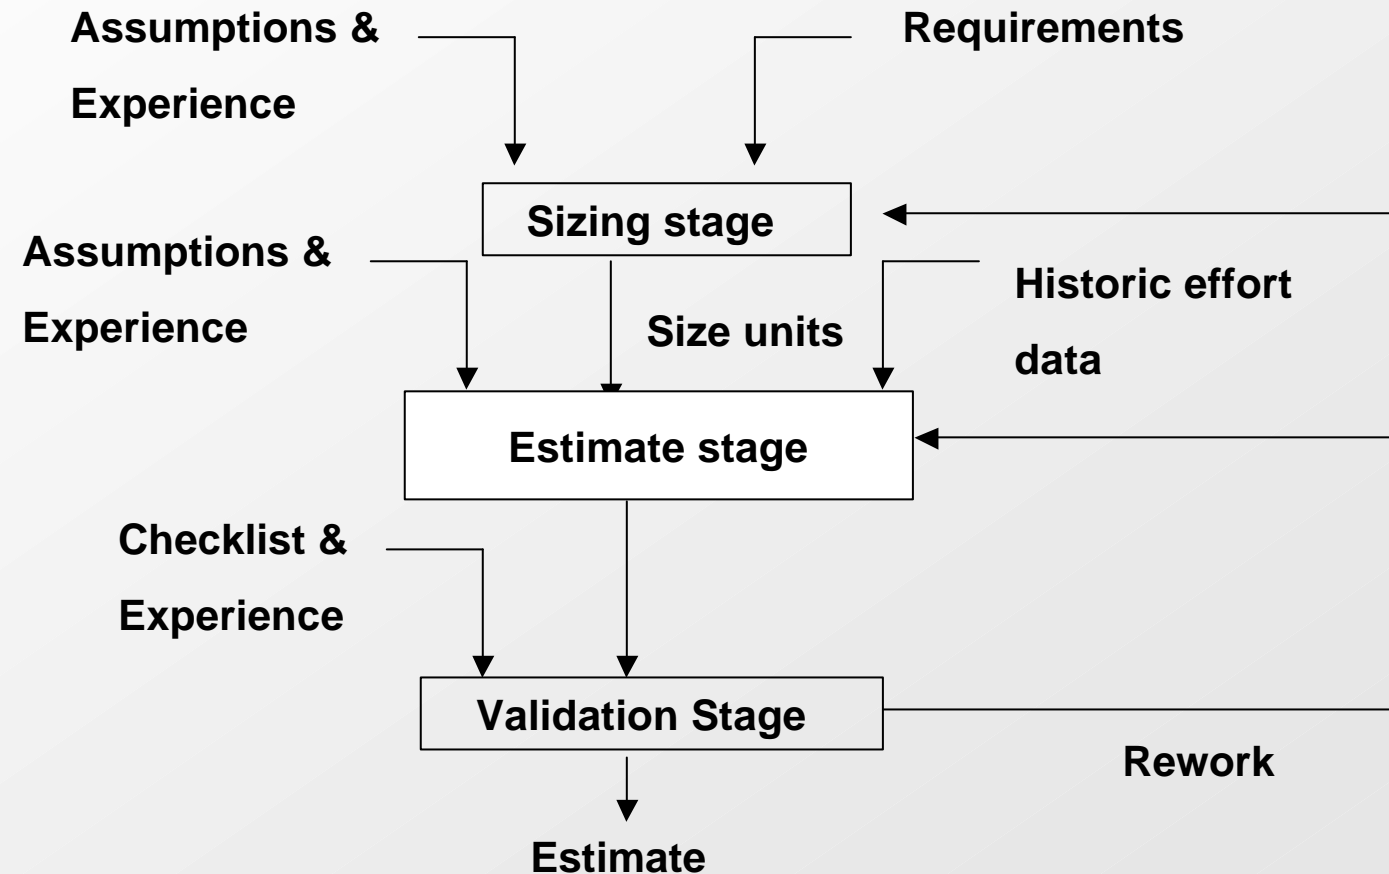 Assumptions &
Experience
Requirements
Sizing stage
Assumptions &
Experience
Size units
Historic effort
data
Estimate stage
Checklist &
Experience
Validation Stage
Rework
Estimate